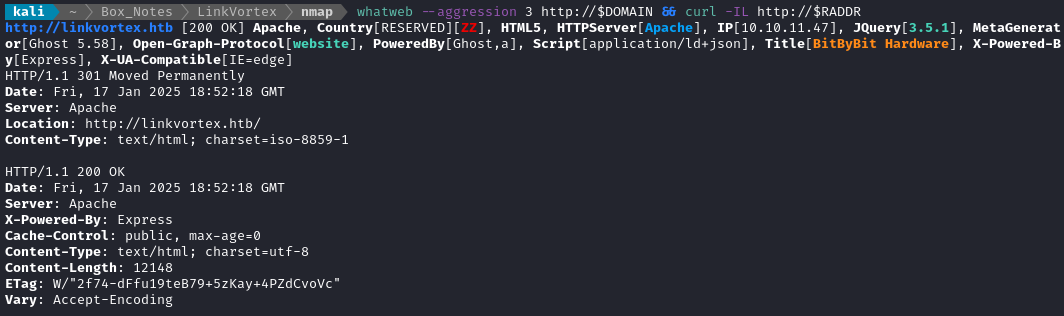 kali ~ Box_Notes LinkVortex nmap whatweb --aggression 3 http://$DOMAIN && curl -IL http://$RADDR
http://linkvortex.htb [200 OK] Apache, Country[RESERVED][ZZ], HTML5, HTTPServer[Apache], IP[10.10.11.47], JQuery[3.5.1], MetaGenerat
or[Ghost 5.58], Open-Graph-Protocol[website], PoweredBy[Ghost,a], Script[application/ld+json], Title[BitByBit Hardware], X-Powered-B
y[Express], X-UA-Compatible[IE=edge]
HTTP/1.1 301 Moved Permanently
Date: Fri, 17 Jan 2025 18:52:18 GMT
Server: Apache
Location: http://linkvortex.htb/
Content-Type: text/html; charset=iso-8859-1
HTTP/1.1 200 OK
Date: Fri, 17 Jan 2025 18:52:18 GMT
Server: Apache
X-Powered-By: Express
Cache-Control: public, max-age=0
Content-Type: text/html; charset=utf-8
Content-Length: 12148
ETag: W/"2f74-dFfu19teB79+5zKay+4PZdCvoVc"
Vary: Accept-Encoding